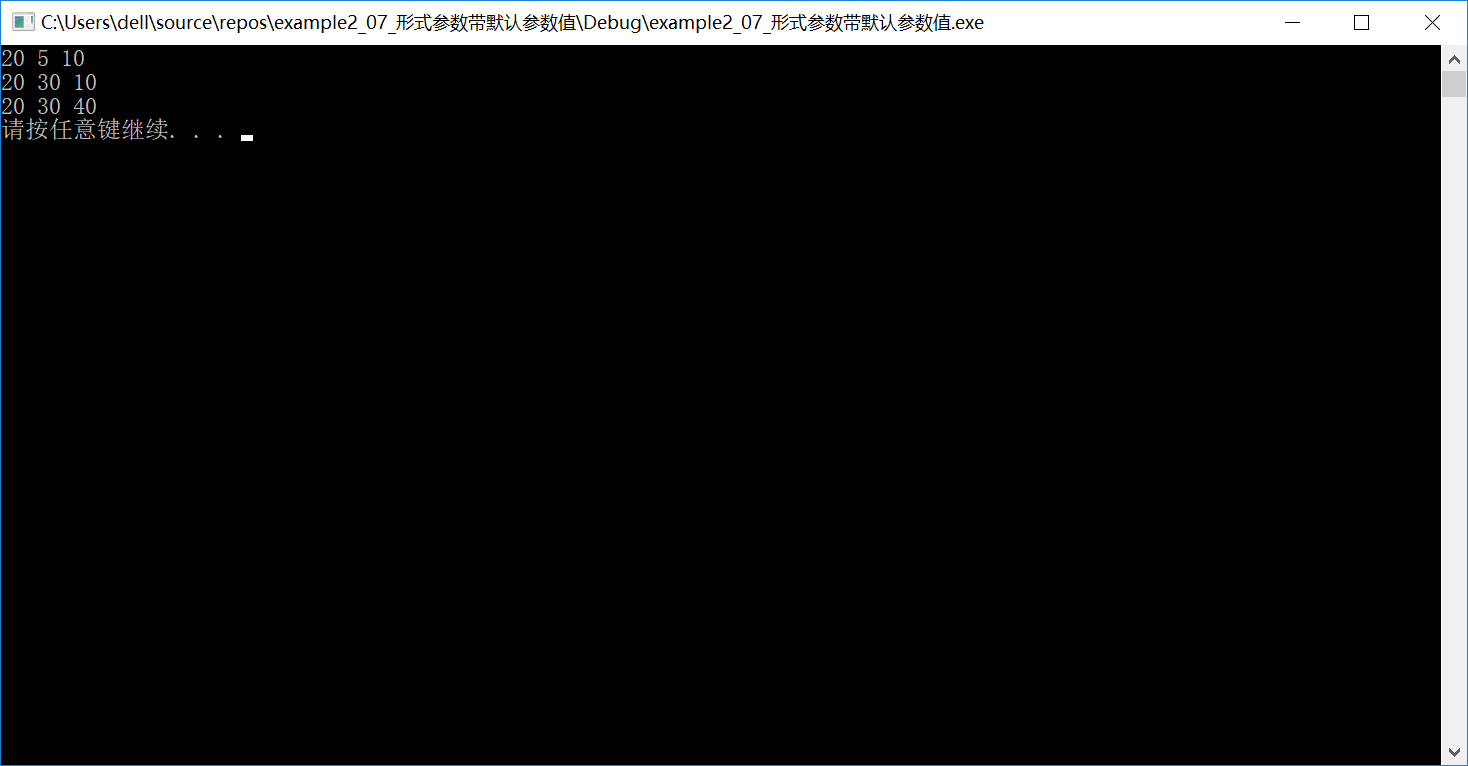 C:\Users\dell\source\repos\example2_07_形式参数带默认参数值\Debug\example2_07_形式参数带默认参数值.exe
20 5 10
20 30 10
20 30 40
请按任意键继续. . .